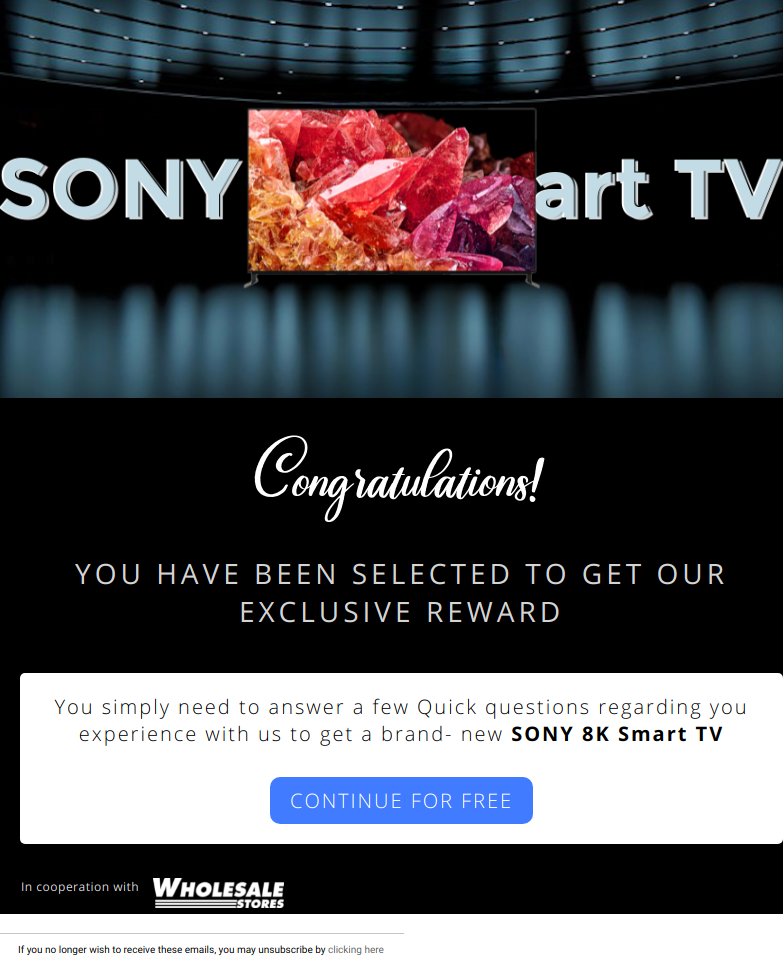 SONY art TV
Congratulations!
YOU HAVE BEEN SELECTED TO GET OUR
EXCLUSIVE REWARD
You simply need to answer a few Quick questions regarding you
experience with us to get a brand- new SONY 8K Smart TV
CONTINUE FOR FREE
In cooperation with WHOLESALE
STORES
If you no longer wish to receive these emails, you may unsubscribe by clicking here